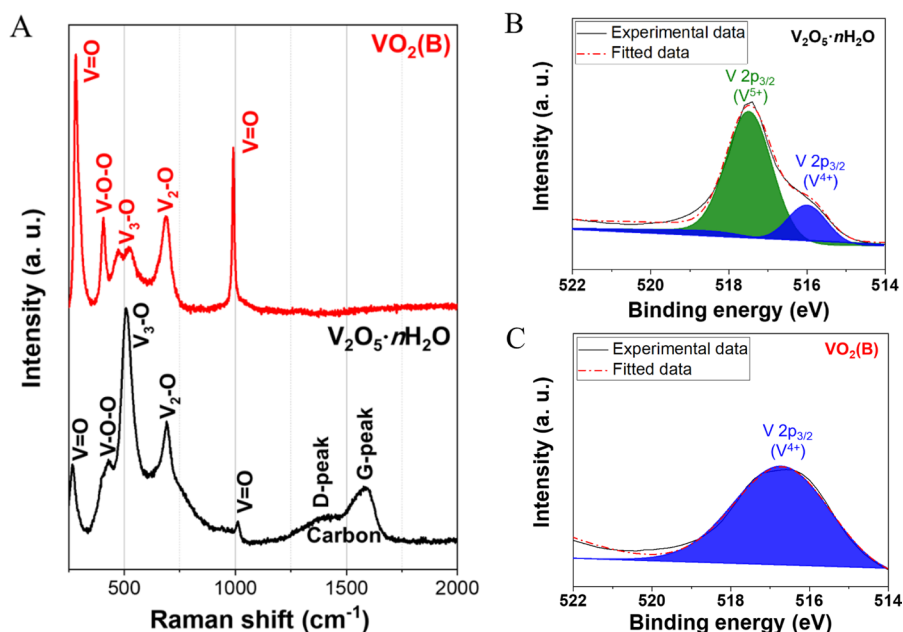 A
VO₂(B)
V=O
V-O-O
V₃-O
V₂-O
V=O
V₂O₅·nH₂O
V=O
V-O-O
V₃-O
V₂-O
V=O
D-peak
G-peak
Carbon
Intensity (a. u.)
500
1000
1500
2000
Raman shift (cm⁻¹)
B
Experimental data
Fitted data
V₂O₅·nH₂O
V 2p₃/₂
(V⁵⁺)
V 2p₃/₂
(V⁴⁺)
Intensity (a. u.)
522
520
518
516
514
Binding energy (eV)
C
Experimental data
Fitted data
VO₂(B)
V 2p₃/₂
(V⁴⁺)
Intensity (a. u.)
522
520
518
516
514
Binding energy (eV)